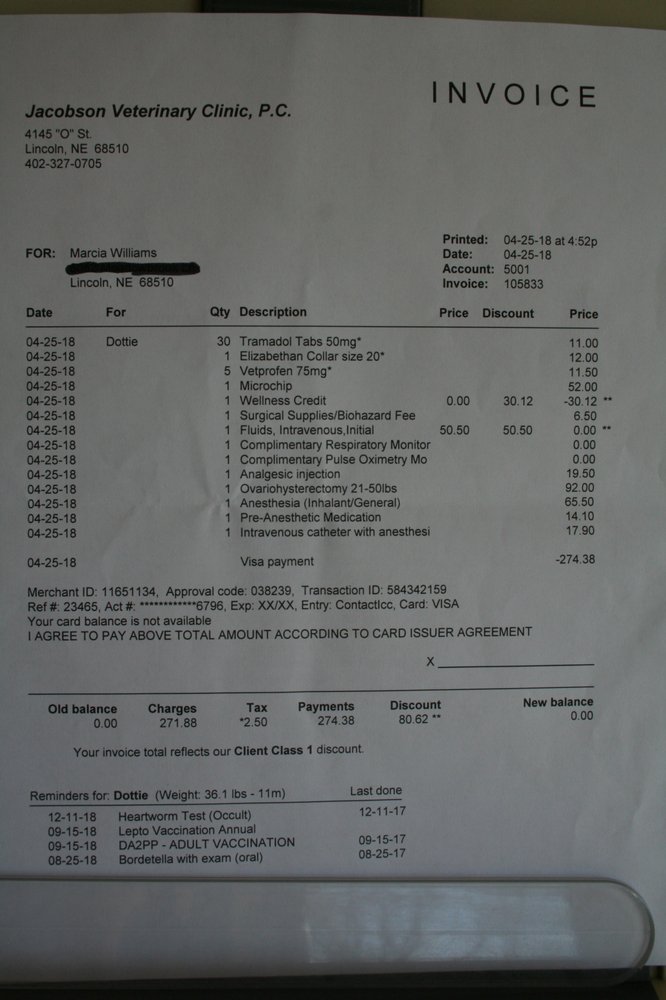 INVOICE
Jacobson Veterinary Clinic, P.C.
4145 "O" St.
Lincoln, NE 68510
402-327-0705
FOR: Marcia Williams
Lincoln, NE 68510
Printed: 04-25-18 at 4:52p
Date: 04-25-18
Account: 5001
Invoice: 105833
Date For Qty Description Price Discount Price
04-25-18 Dottie 30 Tramadol Tabs 50mg* 11.00
04-25-18 1 Elizabethan Collar size 20* 12.00
04-25-18 5 Vetprofen 75mg* 11.50
04-25-18 1 Microchip 52.00
04-25-18 1 Wellness Credit 0.00 30.12 -30.12 **
04-25-18 1 Surgical Supplies/Biohazard Fee 6.50
04-25-18 1 Fluids, Intravenous,Initial 50.50 50.50 0.00 **
04-25-18 1 Complimentary Respiratory Monitor 0.00
04-25-18 1 Complimentary Pulse Oximetry Mo 0.00
04-25-18 1 Analgesic injection 19.50
04-25-18 1 Ovariohysterectomy 21-50lbs 92.00
04-25-18 1 Anesthesia (Inhalant/General) 65.50
04-25-18 1 Pre-Anesthetic Medication 14.10
04-25-18 1 Intravenous catheter with anesthesi 17.90
04-25-18 Visa payment -274.38
Merchant ID: 11651134, Approval code: 038239, Transaction ID: 584342159
Ref #: 23465, Act #: ************6796, Exp: XX/XX, Entry: ContactIcc, Card: VISA
Your card balance is not available
I AGREE TO PAY ABOVE TOTAL AMOUNT ACCORDING TO CARD ISSUER AGREEMENT
X
Old balance Charges Tax Payments Discount New balance
0.00 271.88 *2.50 274.38 80.62 ** 0.00
Your invoice total reflects our Client Class 1 discount.
Reminders for: Dottie (Weight: 36.1 lbs - 11m) Last done
12-11-18 Heartworm Test (Occult) 12-11-17
09-15-18 Lepto Vaccination Annual
09-15-18 DA2PP - ADULT VACCINATION 09-15-17
08-25-18 Bordetella with exam (oral) 08-25-17